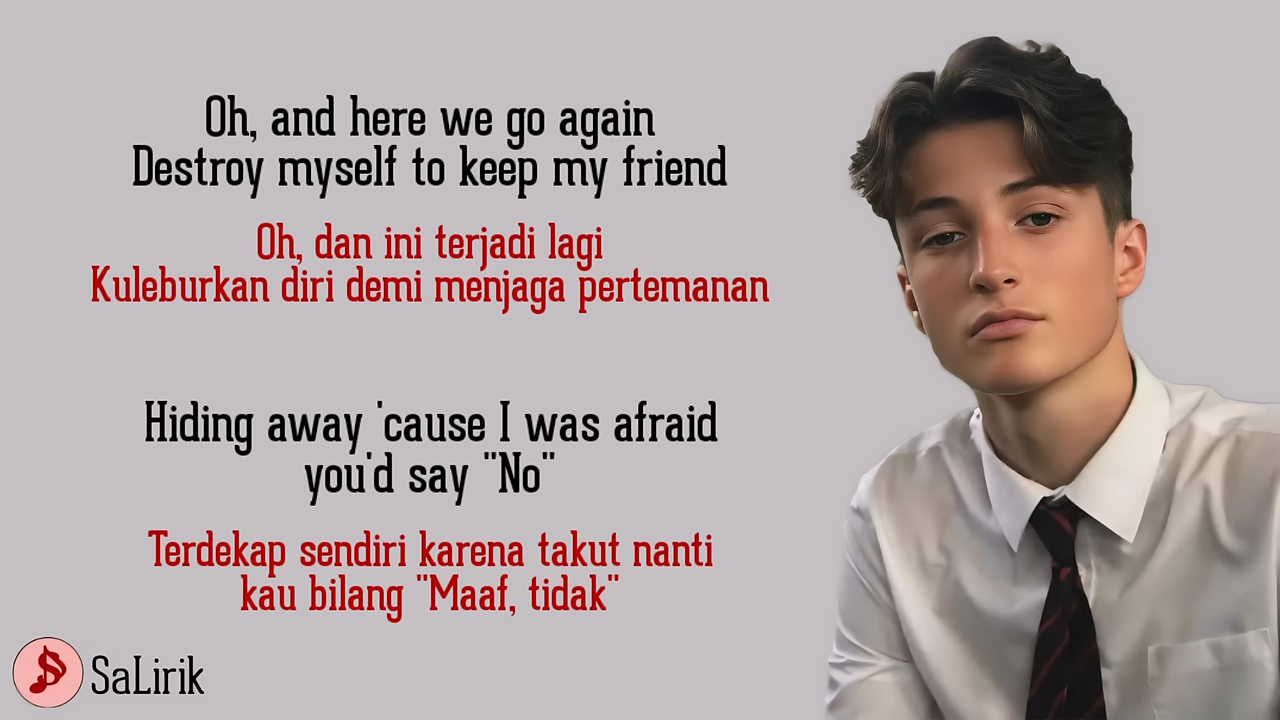 Oh, and here we go again
Destroy myself to keep my friend
Oh, dan ini terjadi lagi
Kuleburkan diri demi menjaga pertemanan
Hiding away 'cause I was afraid
you'd say "No"
Terdekap sendiri karena takut nanti
kau bilang "Maaf, tidak"
SaLirik